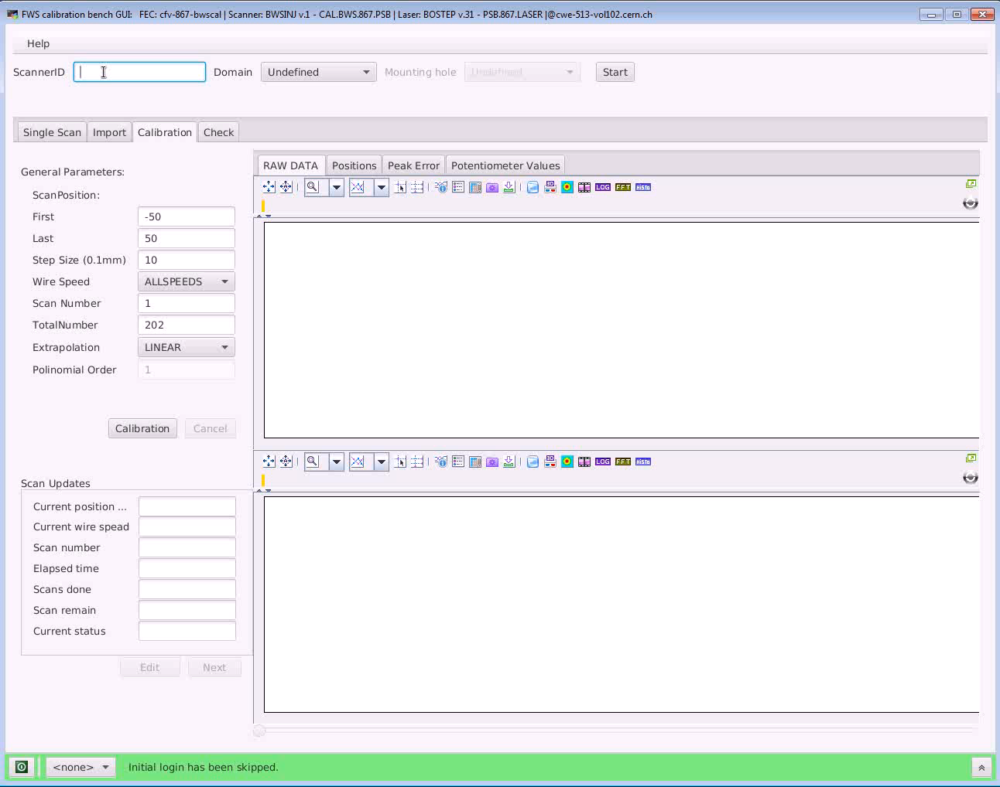 FWS calibration bench GUI: FEC: cfv-867-bwscal | Scanner: BWSINJ v.1 - CAL.BWS.867.PSB | Laser: BOSTEP v.31 - PSB.867.LASER |@cwe-513-vol102.cern.ch
Help
ScannerID Domain Undefined Mounting hole Undefined Start
Single Scan Import Calibration Check
General Parameters:
ScanPosition:
First -50
Last 50
Step Size (0.1mm) 10
Wire Speed ALLSPEEDS
Scan Number 1
TotalNumber 202
Extrapolation LINEAR
Polinomial Order 1
Calibration Cancel
Scan Updates
Current position ...
Current wire spead
Scan number
Elapsed time
Scans done
Scan remain
Current status
Edit Next
RAW DATA Positions Peak Error Potentiometer Values
3D LOG FFT HISTO
3D LOG FFT HISTO
<none> Initial login has been skipped.